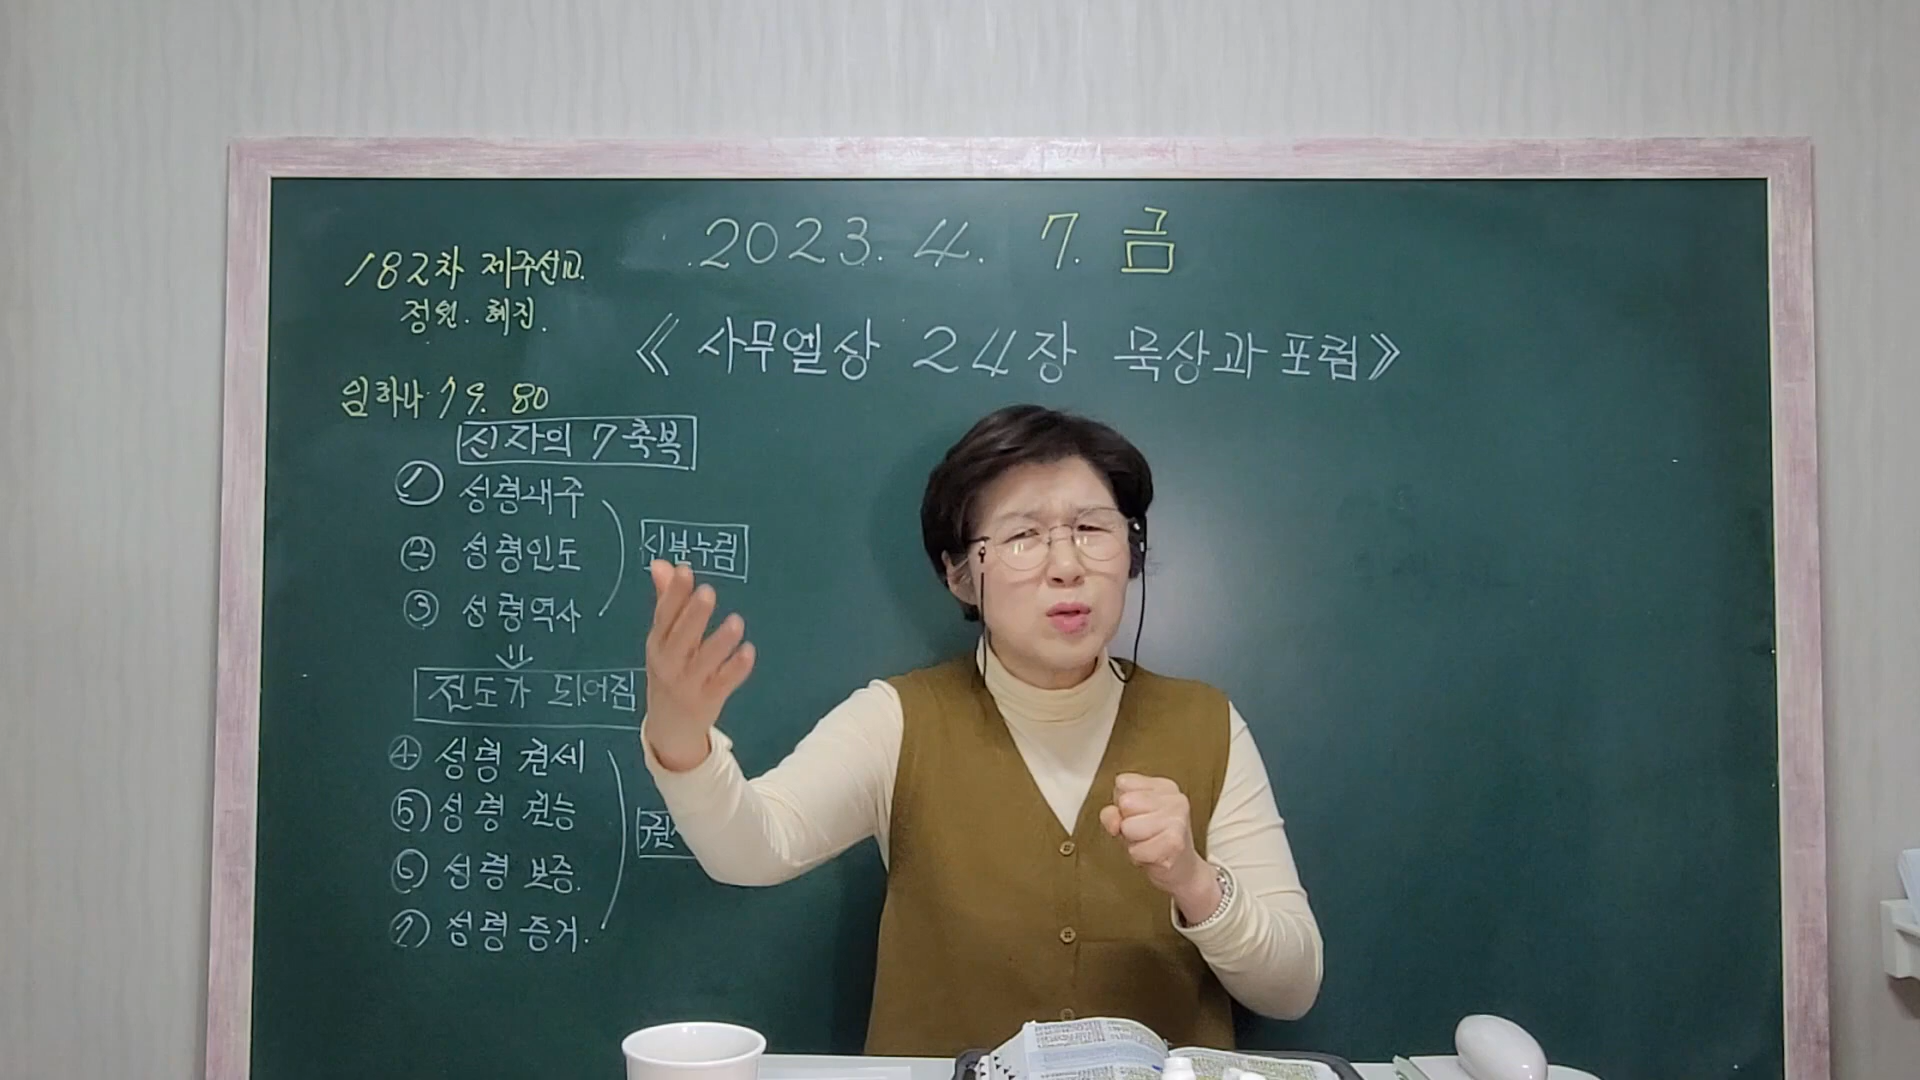 2023. 4. 7. 금
《 사무엘상 24장 묵상과 포럼》
182차 제주선교
정원. 혜진.
임하나 79. 80
신자의 7축복
① 성령내주
② 성령인도
③ 성령역사
신분누림
전도가 되어짐
④ 성령 권세
⑤ 성령 권능
⑥ 성령 보증.
⑦ 성령 증거.